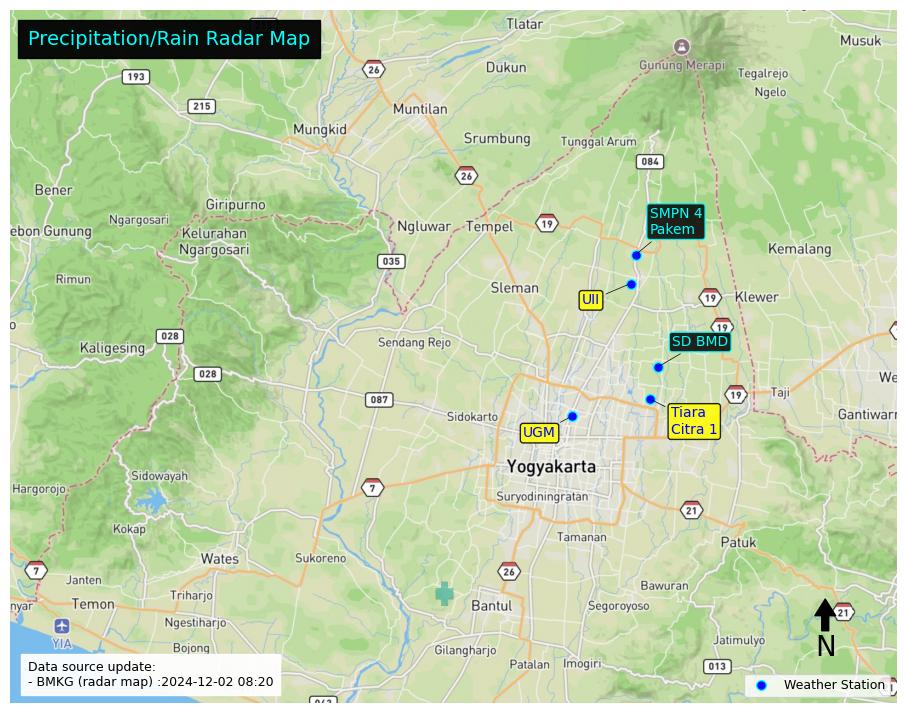 Precipitation/Rain Radar Map
Tlatar
Musuk
26
193
Dukun
Gunung Merapi
Tegalrejo
Ngelo
215
Muntilan
Mungkid
Srumbung
Tunggal Arum
084
26
Bener
Giripurno
SMPN 4
Pakem
Ngargosari
ebon Gunung
Kelurahan
Ngargosari
Ngluwar
Tempel
19
Kemalang
035
Rimun
Sleman
UII
19
Klewer
19
028
Kaligesing
Sendang Rejo
SD BMD
028
We
087
19
Taji
Sidokarto
Tiara
Citra 1
Gantiwarn
UGM
Yogyakarta
Sidowayah
Hargorojo
7
Suryodiningratan
21
Kokap
Tamanan
Patuk
Wates
Sukoreno
7
26
Janten
Bawuran
nyar
Temon
Triharjo
Bantul
Segoroyoso
21
Ngestiharjo
YIA
N
Bojong
Gilangharjo
Jatimulyo
Patalan
Imogiri
013
Data source update:
- BMKG (radar map) :2024-12-02 08:20
Weather Station